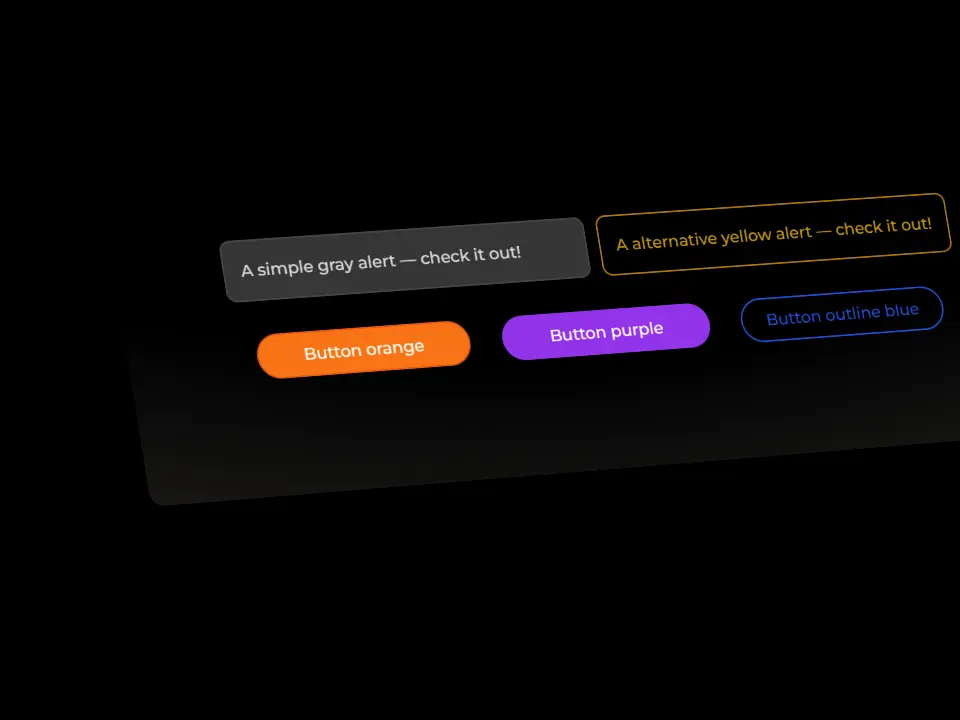 A simple gray alert — check it out!
A alternative yellow alert — check it out!
Button orange
Button purple
Button outline blue